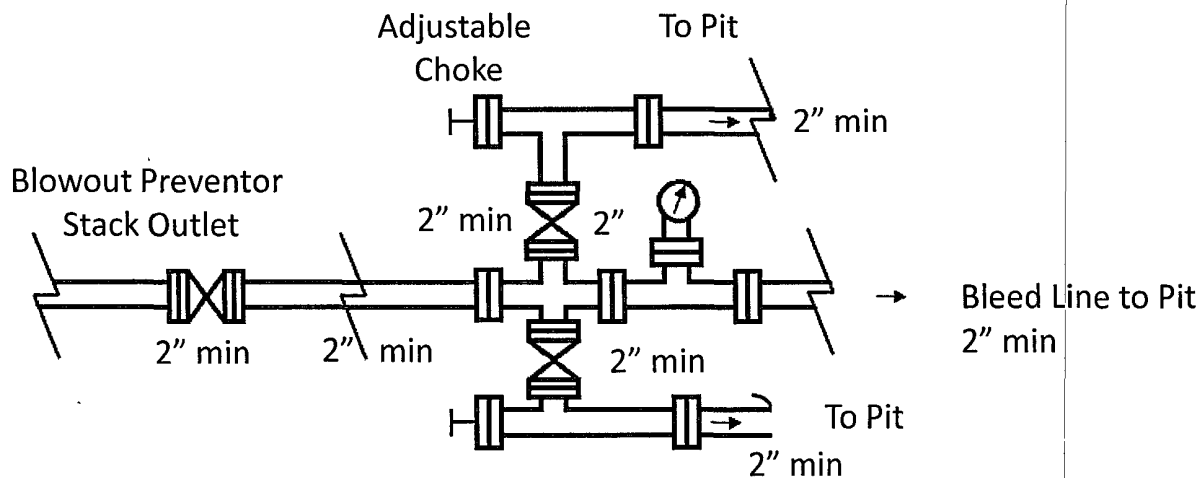 Adjustable
Choke
To Pit
2” min
Blowout Preventor
Stack Outlet
2” min
2”
2” min
2” min
2” min
Bleed Line to Pit
2” min
To Pit
2” min